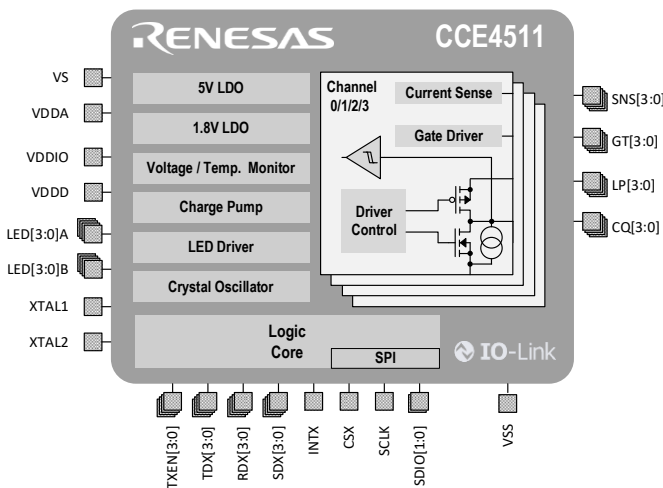 RENESAS
CCE4511
VS
VDDA
VDDIO
VDDD
LED[3:0]A
LED[3:0]B
XTAL1
XTAL2
5V LDO
1.8V LDO
Voltage / Temp. Monitor
Charge Pump
LED Driver
Crystal Oscillator
Channel
0/1/2/3
Current Sense
Gate Driver
Driver
Control
SNS[3:0]
GT[3:0]
LP[3:0]
CQ[3:0]
Logic
Core
SPI
IO-Link
TXEN[3:0]
TDX[3:0]
RDX[3:0]
SDX[3:0]
INTX
CSX
SCLK
SDIO[1:0]
VSS